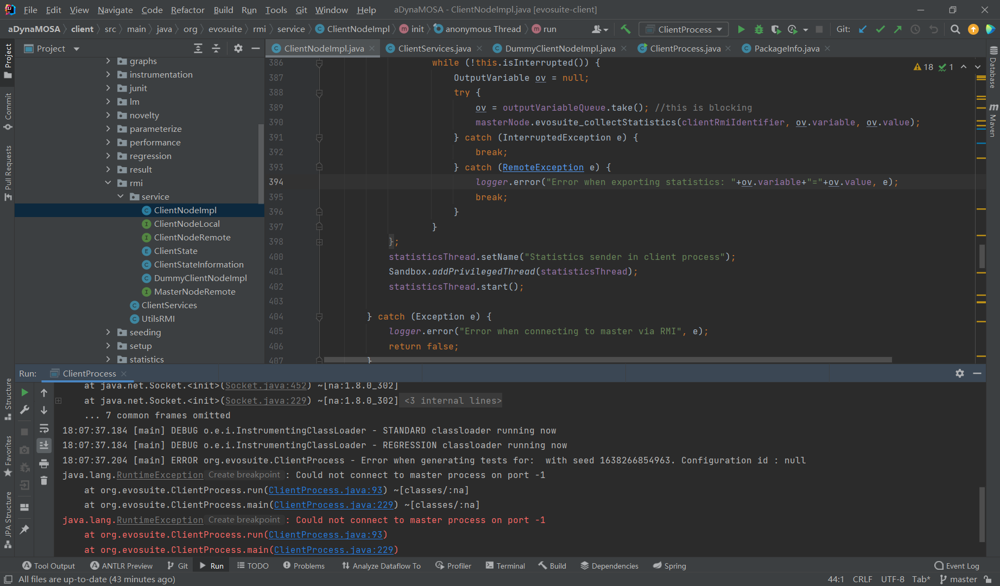 File Edit View Navigate Code Refactor Build Run Tools Git Window Help aDynaMOSA - ClientNodeImpl.java [evosuite-client]
aDynaMOSA client src main java org evosuite rmi service ClientNodeImpl init anonymous Thread run ClientProcess Git:
Project
ClientNodeImpl.java ClientServices.java DummyClientNodeImpl.java ClientProcess.java PackageInfo.java
Project
Commit
Pull Requests
Structure
Favorites
JPA Structure
graphs
instrumentation
junit
lm
novelty
parameterize
performance
regression
result
rmi
service
ClientNodeImpl
ClientNodeLocal
ClientNodeRemote
ClientState
ClientStateInformation
DummyClientNodeImpl
MasterNodeRemote
ClientServices
UtilsRMI
seeding
setup
statistics
18 1
386 while (!this.isInterrupted()) {
387 OutputVariable ov = null;
388 try {
389 ov = outputVariableQueue.take(); //this is blocking
390 masterNode.evosuite_collectStatistics(clientRmiIdentifier, ov.variable, ov.value);
391 } catch (InterruptedException e) {
392 break;
393 } catch (RemoteException e) {
394 logger.error("Error when exporting statistics: "+ov.variable+"="+ov.value, e);
395 break;
396 }
397 }
398 };
400 statisticsThread.setName("Statistics sender in client process");
401 Sandbox.addPrivilegedThread(statisticsThread);
402 statisticsThread.start();
403
404 } catch (Exception e) {
405 logger.error("Error when connecting to master via RMI", e);
406 return false;
407 }
Database
Maven
Run: ClientProcess
at java.net.Socket.<init>(Socket.java:452) ~[na:1.8.0_302]
at java.net.Socket.<init>(Socket.java:229) ~[na:1.8.0_302] <3 internal lines>
... 7 common frames omitted
18:07:37.184 [main] DEBUG o.e.i.InstrumentingClassLoader - STANDARD classloader running now
18:07:37.184 [main] DEBUG o.e.i.InstrumentingClassLoader - REGRESSION classloader running now
18:07:37.204 [main] ERROR org.evosuite.ClientProcess - Error when generating tests for:  with seed 1638266854963. Configuration id : null
java.lang.RuntimeException Create breakpoint : Could not connect to master process on port -1
at org.evosuite.ClientProcess.run(ClientProcess.java:93) ~[classes/:na]
at org.evosuite.ClientProcess.main(ClientProcess.java:229) ~[classes/:na]
java.lang.RuntimeException Create breakpoint : Could not connect to master process on port -1
at org.evosuite.ClientProcess.run(ClientProcess.java:93)
at org.evosuite.ClientProcess.main(ClientProcess.java:229)
Tool Output ANTLR Preview Git Run TODO Problems Analyze Dataflow To Profiler Terminal Build Dependencies Spring Event Log
All files are up-to-date (43 minutes ago) 44:1 CRLF UTF-8 Tab* master